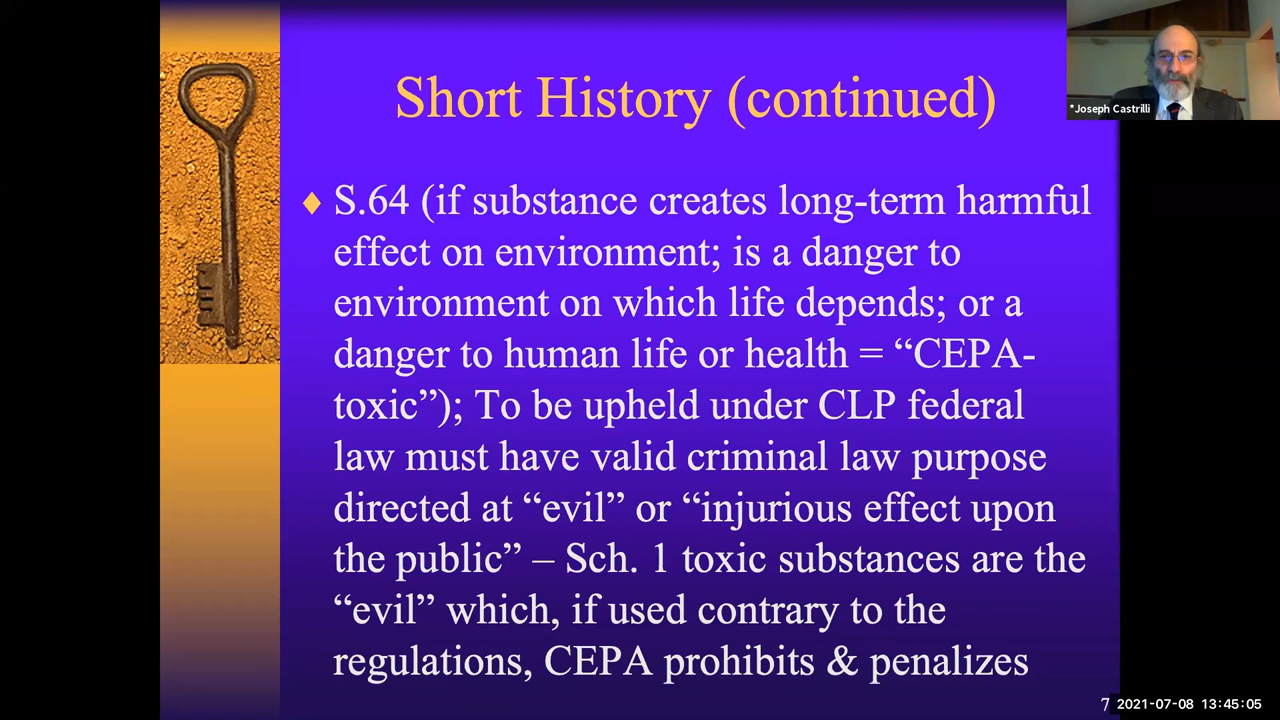 Short History (continued)
*Joseph Castrilli
♦ S.64 (if substance creates long-term harmful
effect on environment; is a danger to
environment on which life depends; or a
danger to human life or health = “CEPA-
toxic”); To be upheld under CLP federal
law must have valid criminal law purpose
directed at “evil” or “injurious effect upon
the public” – Sch. 1 toxic substances are the
“evil” which, if used contrary to the
regulations, CEPA prohibits & penalizes
7
2021-07-08 13:45:05